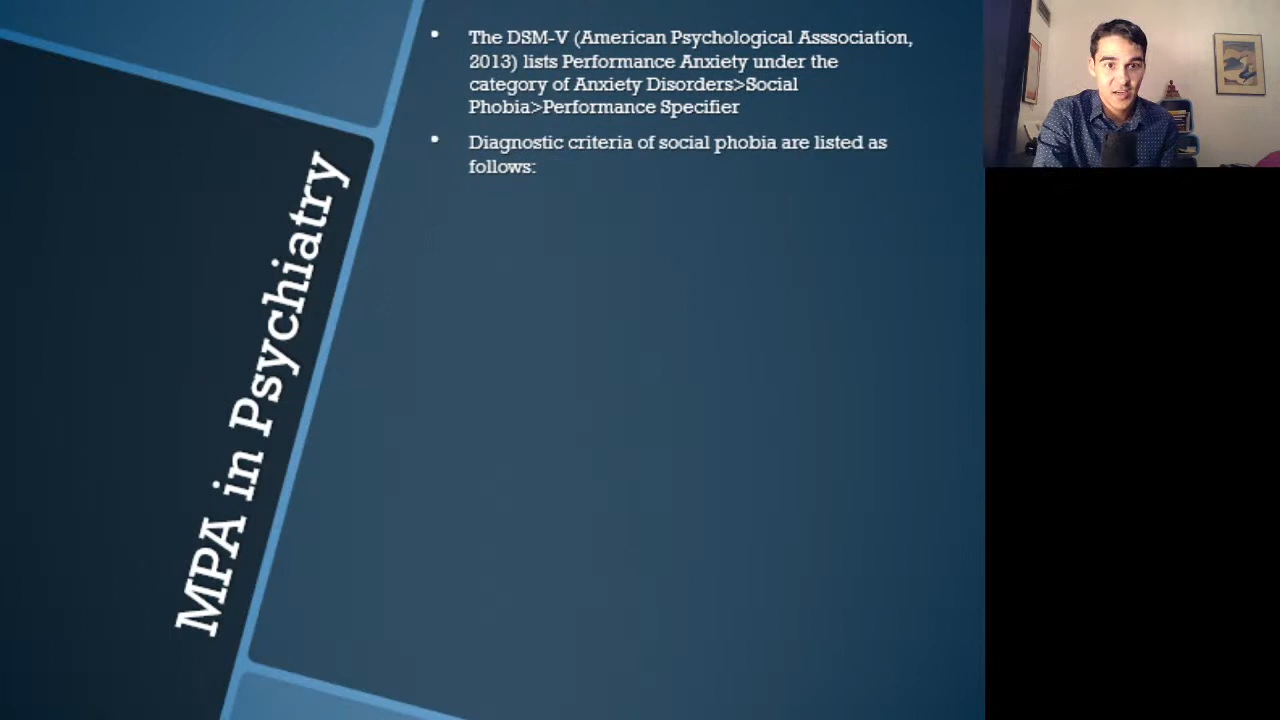 MPA in Psychiatry
• The DSM-V (American Psychological Asssociation,
2013) lists Performance Anxiety under the
category of Anxiety Disorders>Social
Phobia>Performance Specifier
• Diagnostic criteria of social phobia are listed as
follows: